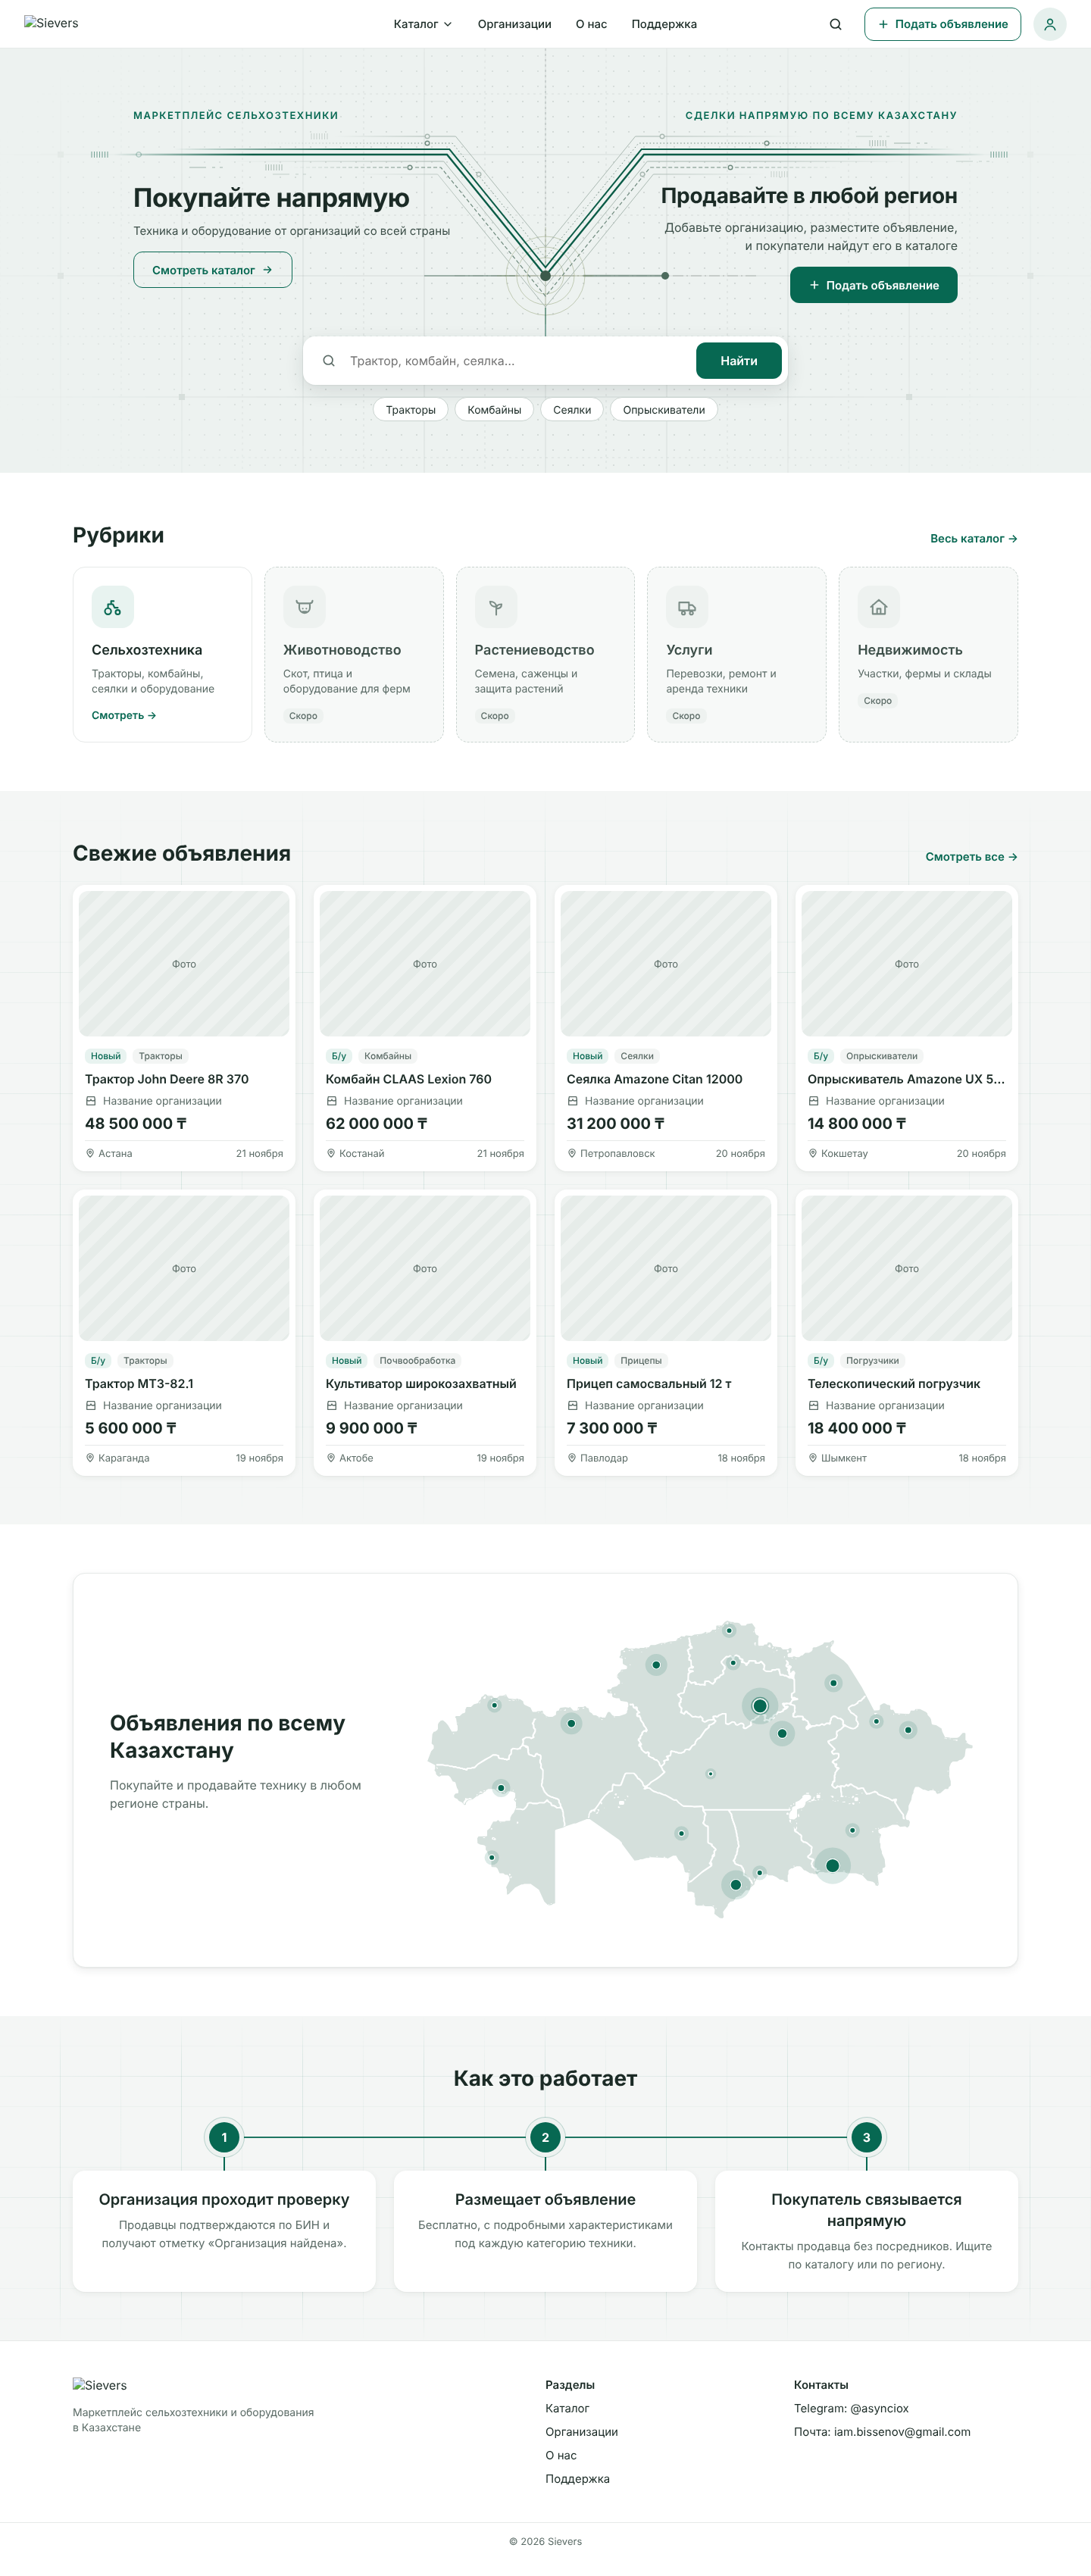 Sievers
Каталог
Организации
О нас
Поддержка
Подать объявление
МАРКЕТПЛЕЙС СЕЛЬХОЗТЕХНИКИ
Покупайте напрямую
Техника и оборудование от организаций со всей страны
Смотреть каталог →
СДЕЛКИ НАПРЯМУЮ ПО ВСЕМУ КАЗАХСТАНУ
Продавайте в любой регион
Добавьте организацию, разместите объявление,
и покупатели найдут его в каталоге
Подать объявление
Трактор, комбайн, сеялка...
Найти
Тракторы
Комбайны
Сеялки
Опрыскиватели
Рубрики
Весь каталог →
Сельхозтехника
Тракторы, комбайны,
сеялки и оборудование
Смотреть →
Животноводство
Скот, птица и
оборудование для ферм
Скоро
Растениеводство
Семена, саженцы и
защита растений
Скоро
Услуги
Перевозки, ремонт и
аренда техники
Скоро
Недвижимость
Участки, фермы и склады
Скоро
Свежие объявления
Смотреть все →
Фото
Новый Тракторы
Трактор John Deere 8R 370
Название организации
48 500 000 ₸
Астана 21 ноября
Фото
Б/у Комбайны
Комбайн CLAAS Lexion 760
Название организации
62 000 000 ₸
Костанай 21 ноября
Фото
Новый Сеялки
Сеялка Amazone Citan 12000
Название организации
31 200 000 ₸
Петропавловск 20 ноября
Фото
Б/у Опрыскиватели
Опрыскиватель Amazone UX 5...
Название организации
14 800 000 ₸
Кокшетау 20 ноября
Фото
Б/у Тракторы
Трактор МТЗ-82.1
Название организации
5 600 000 ₸
Караганда 19 ноября
Фото
Новый Почвообработка
Культиватор широкозахватный
Название организации
9 900 000 ₸
Актобе 19 ноября
Фото
Новый Прицепы
Прицеп самосвальный 12 т
Название организации
7 300 000 ₸
Павлодар 18 ноября
Фото
Б/у Погрузчики
Телескопический погрузчик
Название организации
18 400 000 ₸
Шымкент 18 ноября
Объявления по всему
Казахстану
Покупайте и продавайте технику в любом
регионе страны.
Как это работает
1
Организация проходит проверку
Продавцы подтверждаются по БИН и
получают отметку «Организация найдена».
2
Размещает объявление
Бесплатно, с подробными характеристиками
под каждую категорию техники.
3
Покупатель связывается
напрямую
Контакты продавца без посредников. Ищите
по каталогу или по региону.
Sievers
Маркетплейс сельхозтехники и оборудования
в Казахстане
Разделы
Каталог
Организации
О нас
Поддержка
Контакты
Telegram: @asynciox
Почта: iam.bissenov@gmail.com
© 2026 Sievers